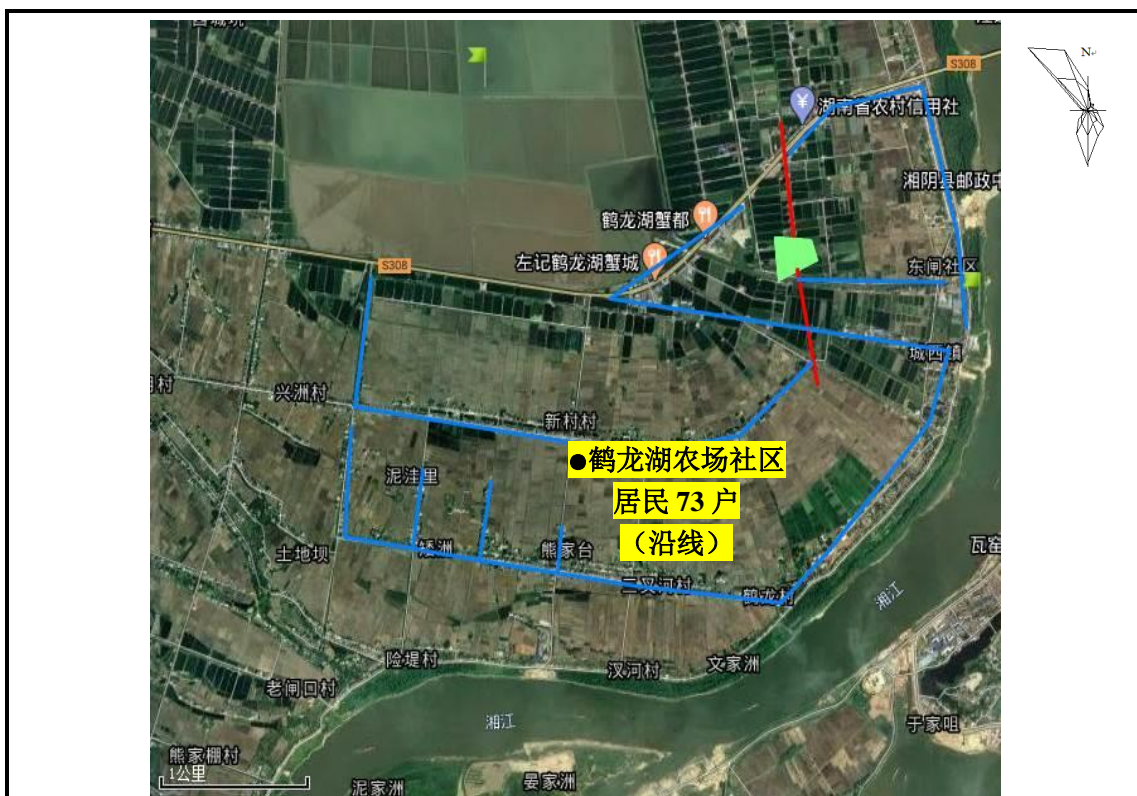 N
S308
湖南省农村信用社
湘阴县邮政中
鹤龙湖蟹都
左记鹤龙湖蟹城
S308
东闸社区
城西镇
兴洲村
新村村
●鹤龙湖农场社区
居民 73 户
（沿线）
泥洼里
土地坝
矮洲
熊家台
三叉河村
鹤龙村
瓦窑
湘江
险堤村
汊河村
文家洲
老闸口村
湘江
于家咀
熊家棚村
1公里
泥家洲
晏家洲